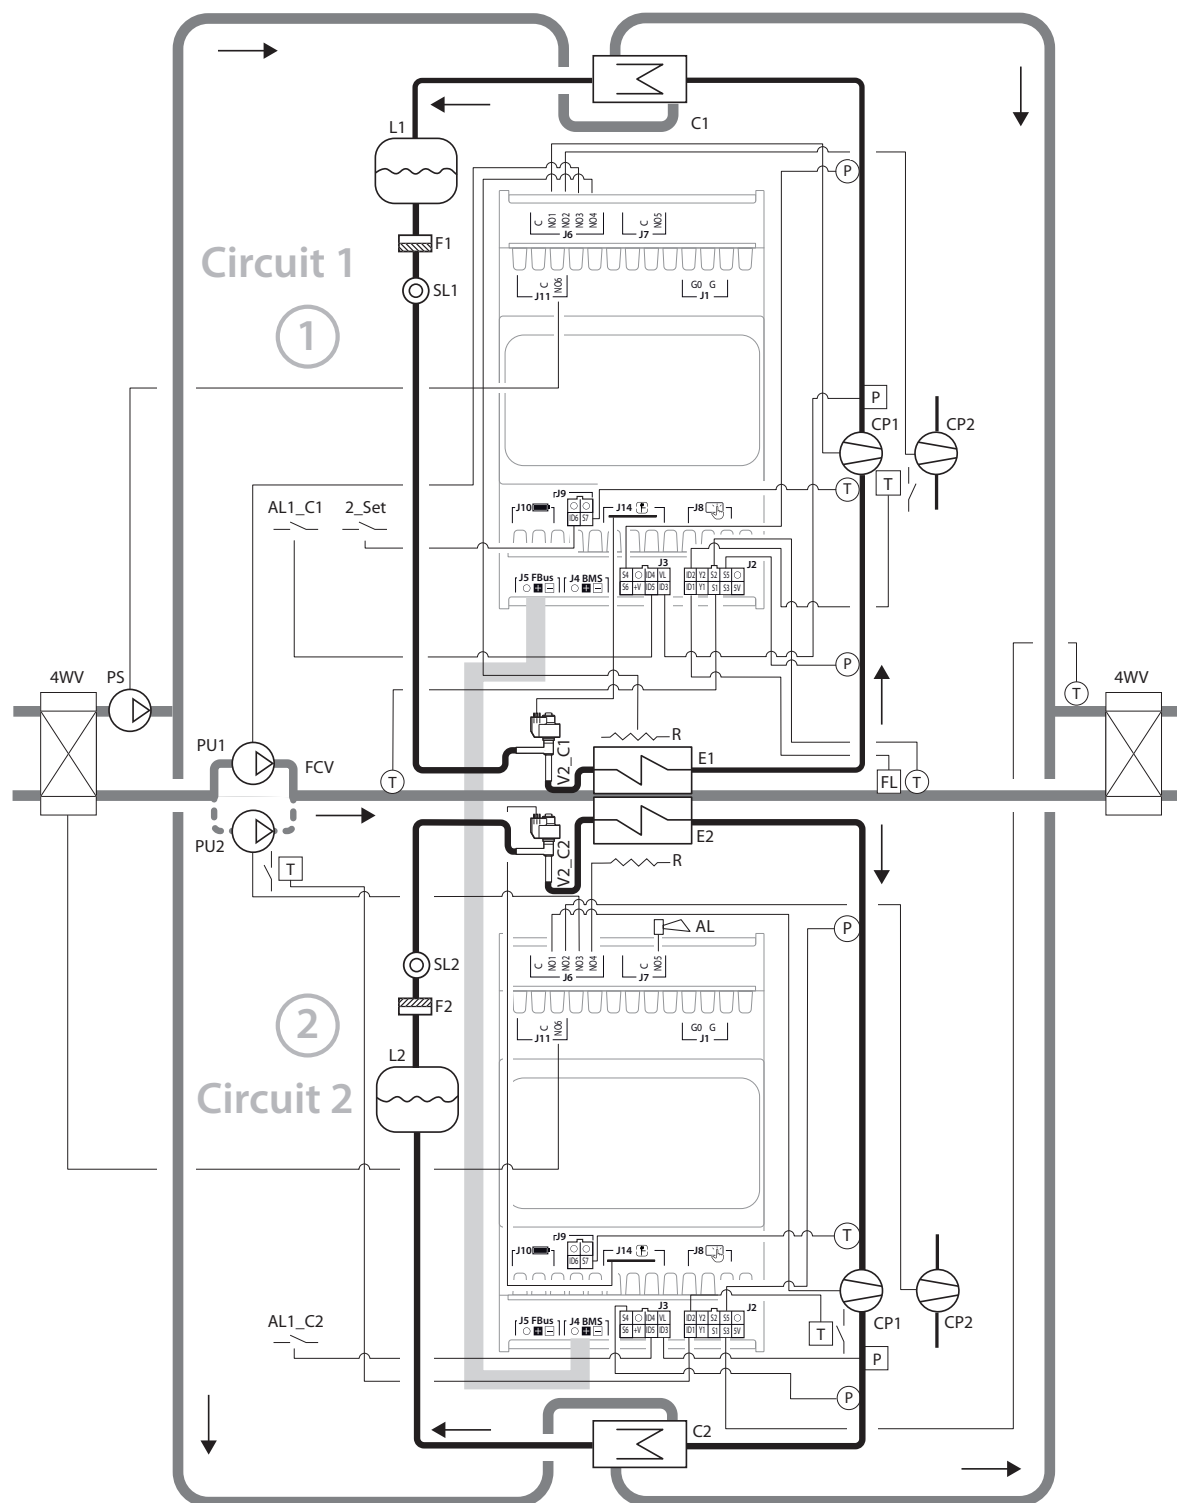 C1
L1
P
C NO1 NO2 NO3 NO4
J6
C NO5
J7
F1
Circuit 1
SL1
C NO6
J11
G0 G
J1
1
P
CP1
CP2
T
T
AL1_C1
2_Set
J10
J9
ID6 S7
J14
J8
J5 FBus
J4 BMS
J3
S4 ID4 VL
S6 +V ID5 ID3
J2
ID2 Y2 S2 S5
ID1 Y1 S1 S3 5V
P
4WV
PS
T
4WV
PU1
FCV
T
V2_C1
R
E1
FL
T
PU2
T
V2_C2
E2
R
P
AL
C NO1 NO2 NO3 NO4
J6
C NO5
J7
SL2
F2
2
C NO6
J11
G0 G
J1
L2
Circuit 2
T
J10
J9
ID6 S7
J14
J8
J5 FBus
J4 BMS
J3
S4 ID4 VL
S6 +V ID5 ID3
J2
ID2 Y2 S2 S5
ID1 Y1 S1 S3 5V
AL1_C2
T
CP1
CP2
P
P
C2